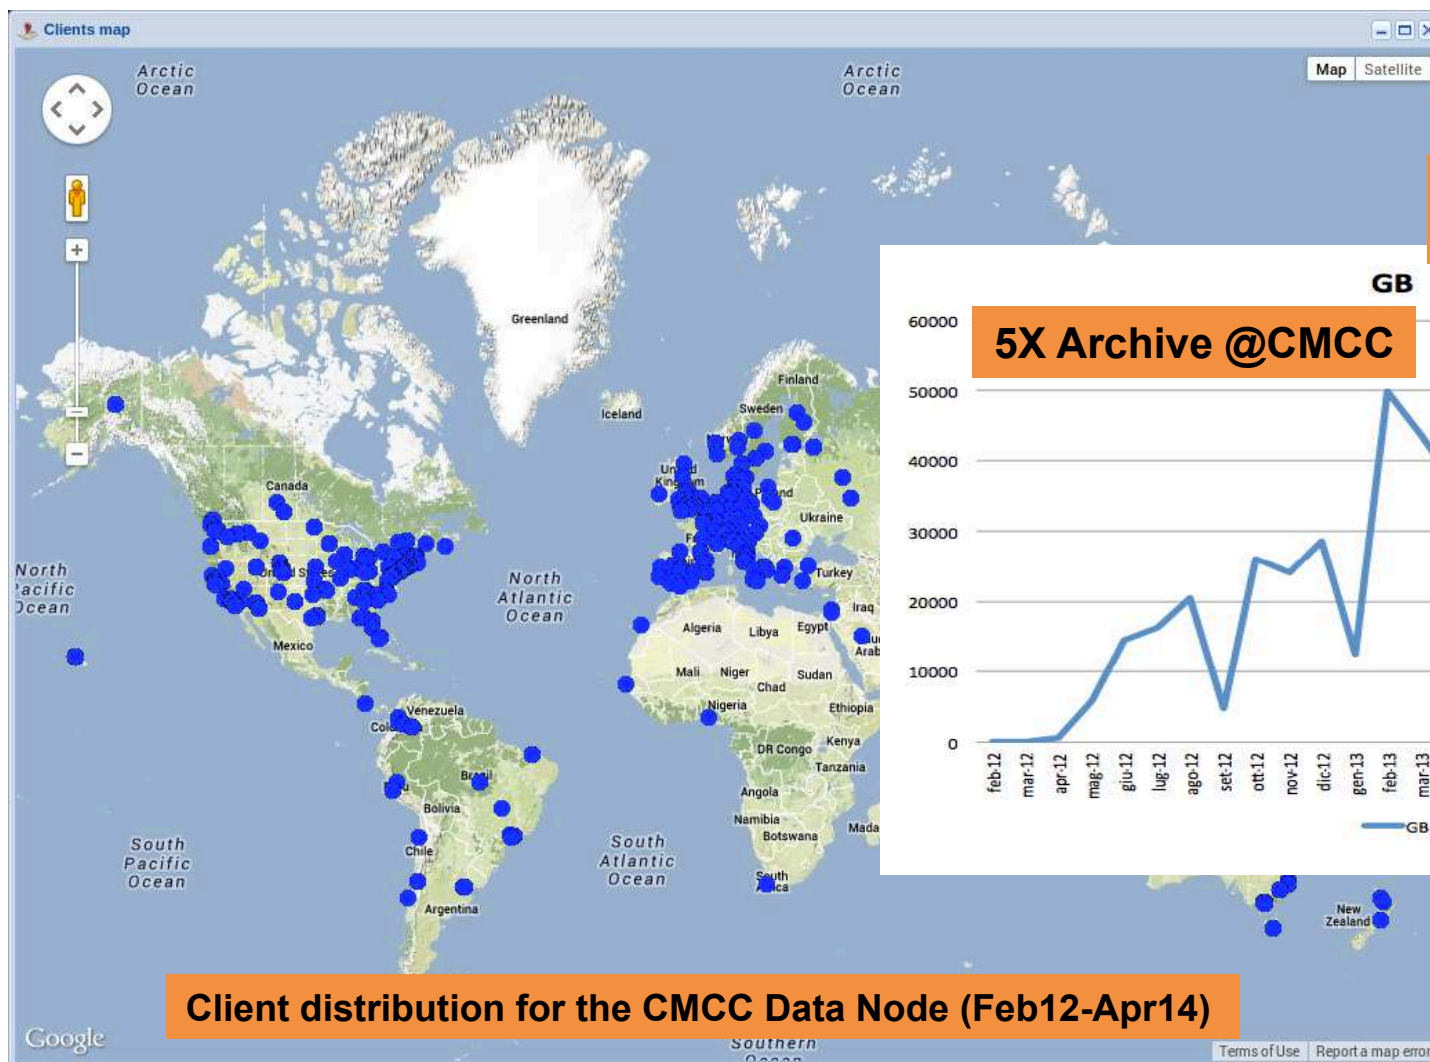 Clients map
Arctic
Ocean
Arctic
Ocean
Map
Satellite
Greenland
Iceland
Finland
Sweden
Canada
Ukraine
Turkey
Iraq
North
Ocean
North
Atlantic
Ocean
Mexico
Algeria
Libya
Egypt
Mali
Niger
Chad
Sudan
Nigeria
Ethiopia
Venezuela
DR Congo
Kenya
Tanzania
Angola
Bolivia
Namibia
Botswana
Chile
Argentina
South
Pacific
Ocean
South
Atlantic
Ocean
New
Zealand
GB
5X Archive @CMCC
60000
50000
40000
30000
20000
10000
0
feb-12
mar-12
apr-12
mag-12
giu-12
lug-12
ago-12
set-12
ott-12
nov-12
dic-12
gen-13
feb-13
mar-13
GB
Client distribution for the CMCC Data Node (Feb12-Apr14)
Google
Southern
Terms of Use
Report a map error